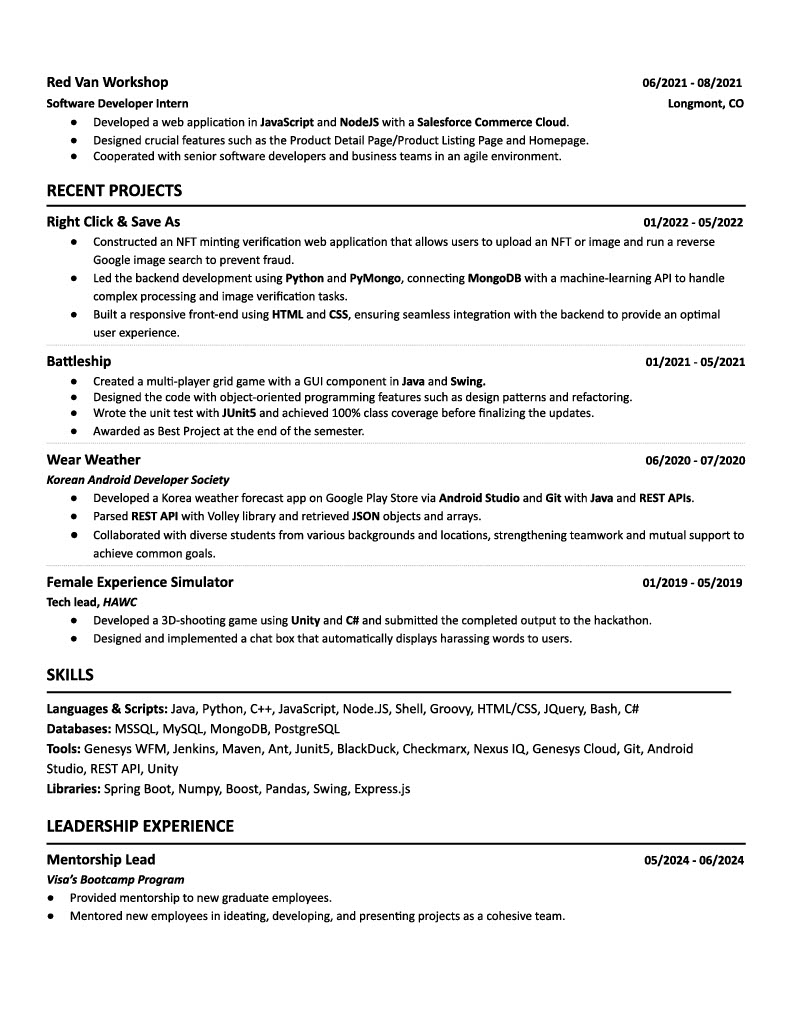 Red Van Workshop 06/2021 - 08/2021
Software Developer Intern Longmont, CO
● Developed a web application in JavaScript and NodeJS with a Salesforce Commerce Cloud.
● Designed crucial features such as the Product Detail Page/Product Listing Page and Homepage.
● Cooperated with senior software developers and business teams in an agile environment.
RECENT PROJECTS
Right Click & Save As 01/2022 - 05/2022
● Constructed an NFT minting verification web application that allows users to upload an NFT or image and run a reverse
Google image search to prevent fraud.
● Led the backend development using Python and PyMongo, connecting MongoDB with a machine-learning API to handle
complex processing and image verification tasks.
● Built a responsive front-end using HTML and CSS, ensuring seamless integration with the backend to provide an optimal
user experience.
Battleship 01/2021 - 05/2021
● Created a multi-player grid game with a GUI component in Java and Swing.
● Designed the code with object-oriented programming features such as design patterns and refactoring.
● Wrote the unit test with JUnit5 and achieved 100% class coverage before finalizing the updates.
● Awarded as Best Project at the end of the semester.
Wear Weather 06/2020 - 07/2020
Korean Android Developer Society
● Developed a Korea weather forecast app on Google Play Store via Android Studio and Git with Java and REST APIs.
● Parsed REST API with Volley library and retrieved JSON objects and arrays.
● Collaborated with diverse students from various backgrounds and locations, strengthening teamwork and mutual support to
achieve common goals.
Female Experience Simulator 01/2019 - 05/2019
Tech lead, HAWC
● Developed a 3D-shooting game using Unity and C# and submitted the completed output to the hackathon.
● Designed and implemented a chat box that automatically displays harassing words to users.
SKILLS
Languages & Scripts: Java, Python, C++, JavaScript, Node.JS, Shell, Groovy, HTML/CSS, JQuery, Bash, C#
Databases: MSSQL, MySQL, MongoDB, PostgreSQL
Tools: Genesys WFM, Jenkins, Maven, Ant, Junit5, BlackDuck, Checkmarx, Nexus IQ, Genesys Cloud, Git, Android
Studio, REST API, Unity
Libraries: Spring Boot, Numpy, Boost, Pandas, Swing, Express.js
LEADERSHIP EXPERIENCE
Mentorship Lead 05/2024 - 06/2024
Visa's Bootcamp Program
● Provided mentorship to new graduate employees.
● Mentored new employees in ideating, developing, and presenting projects as a cohesive team.